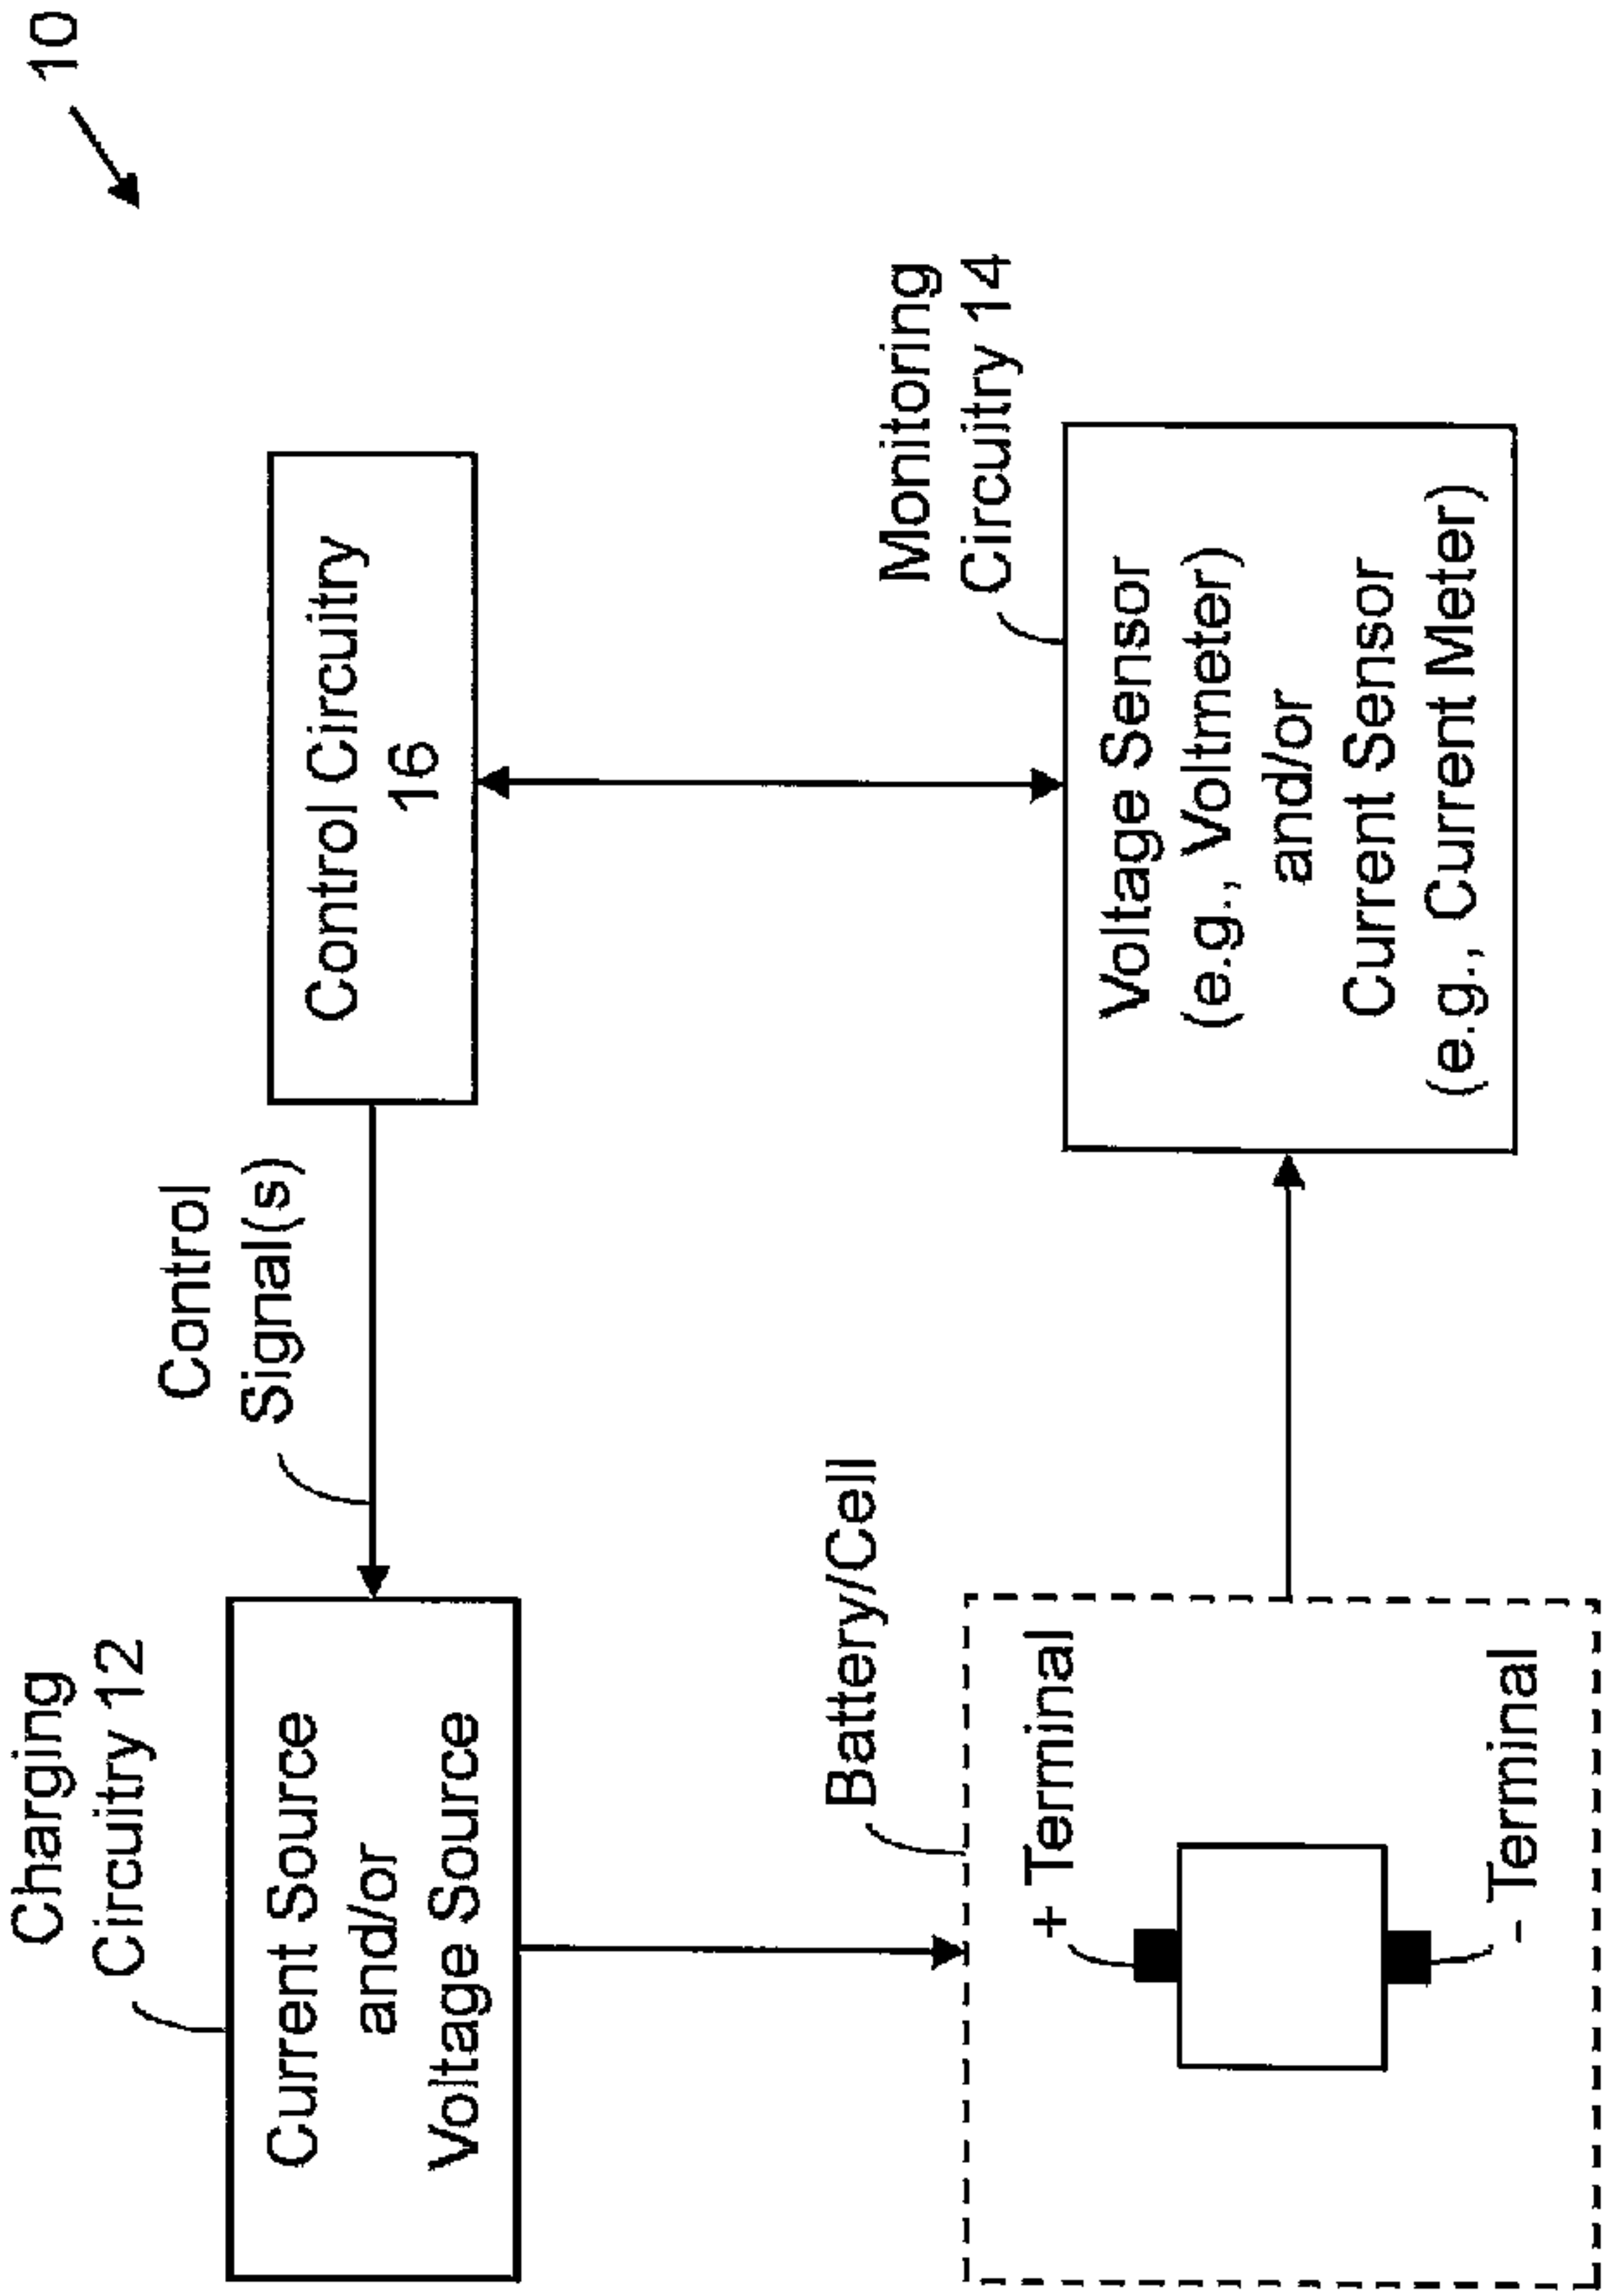 10
Charging
Circuitry 12
Current Source
and/or
Voltage Source
Control
Signal(s)
Control Circuitry
16
Battery/Cell
+ Terminal
- Terminal
Monitoring
Circuitry 14
Voltage Sensor
(e.g., Voltmeter)
and/or
Current Sensor
(e.g., Current Meter)